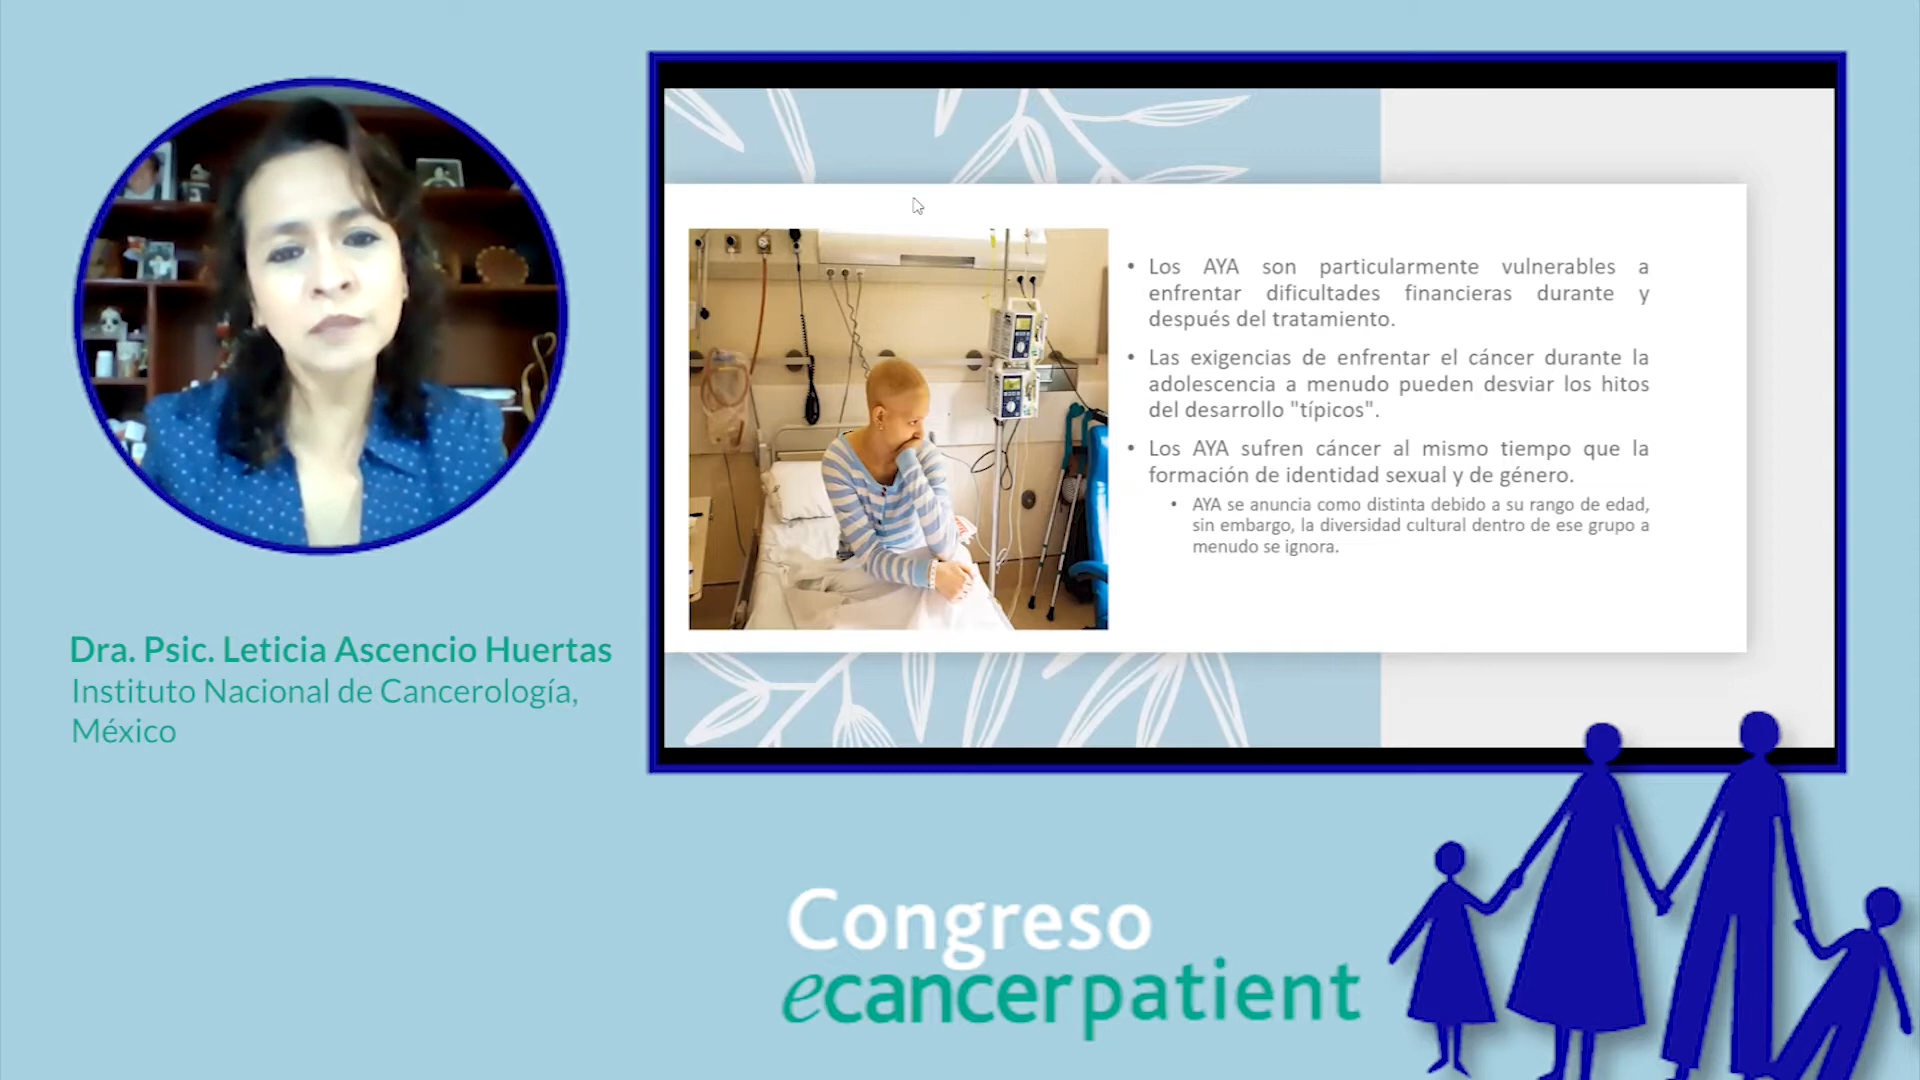 Dra. Psic. Leticia Ascencio Huertas
Instituto Nacional de Cancerología,
México
• Los AYA son particularmente vulnerables a
enfrentar dificultades financieras durante y
después del tratamiento.
• Las exigencias de enfrentar el cáncer durante la
adolescencia a menudo pueden desviar los hitos
del desarrollo "típicos".
• Los AYA sufren cáncer al mismo tiempo que la
formación de identidad sexual y de género.
• AYA se anuncia como distinta debido a su rango de edad,
sin embargo, la diversidad cultural dentro de ese grupo a
menudo se ignora.
Congreso
ecancerpatient